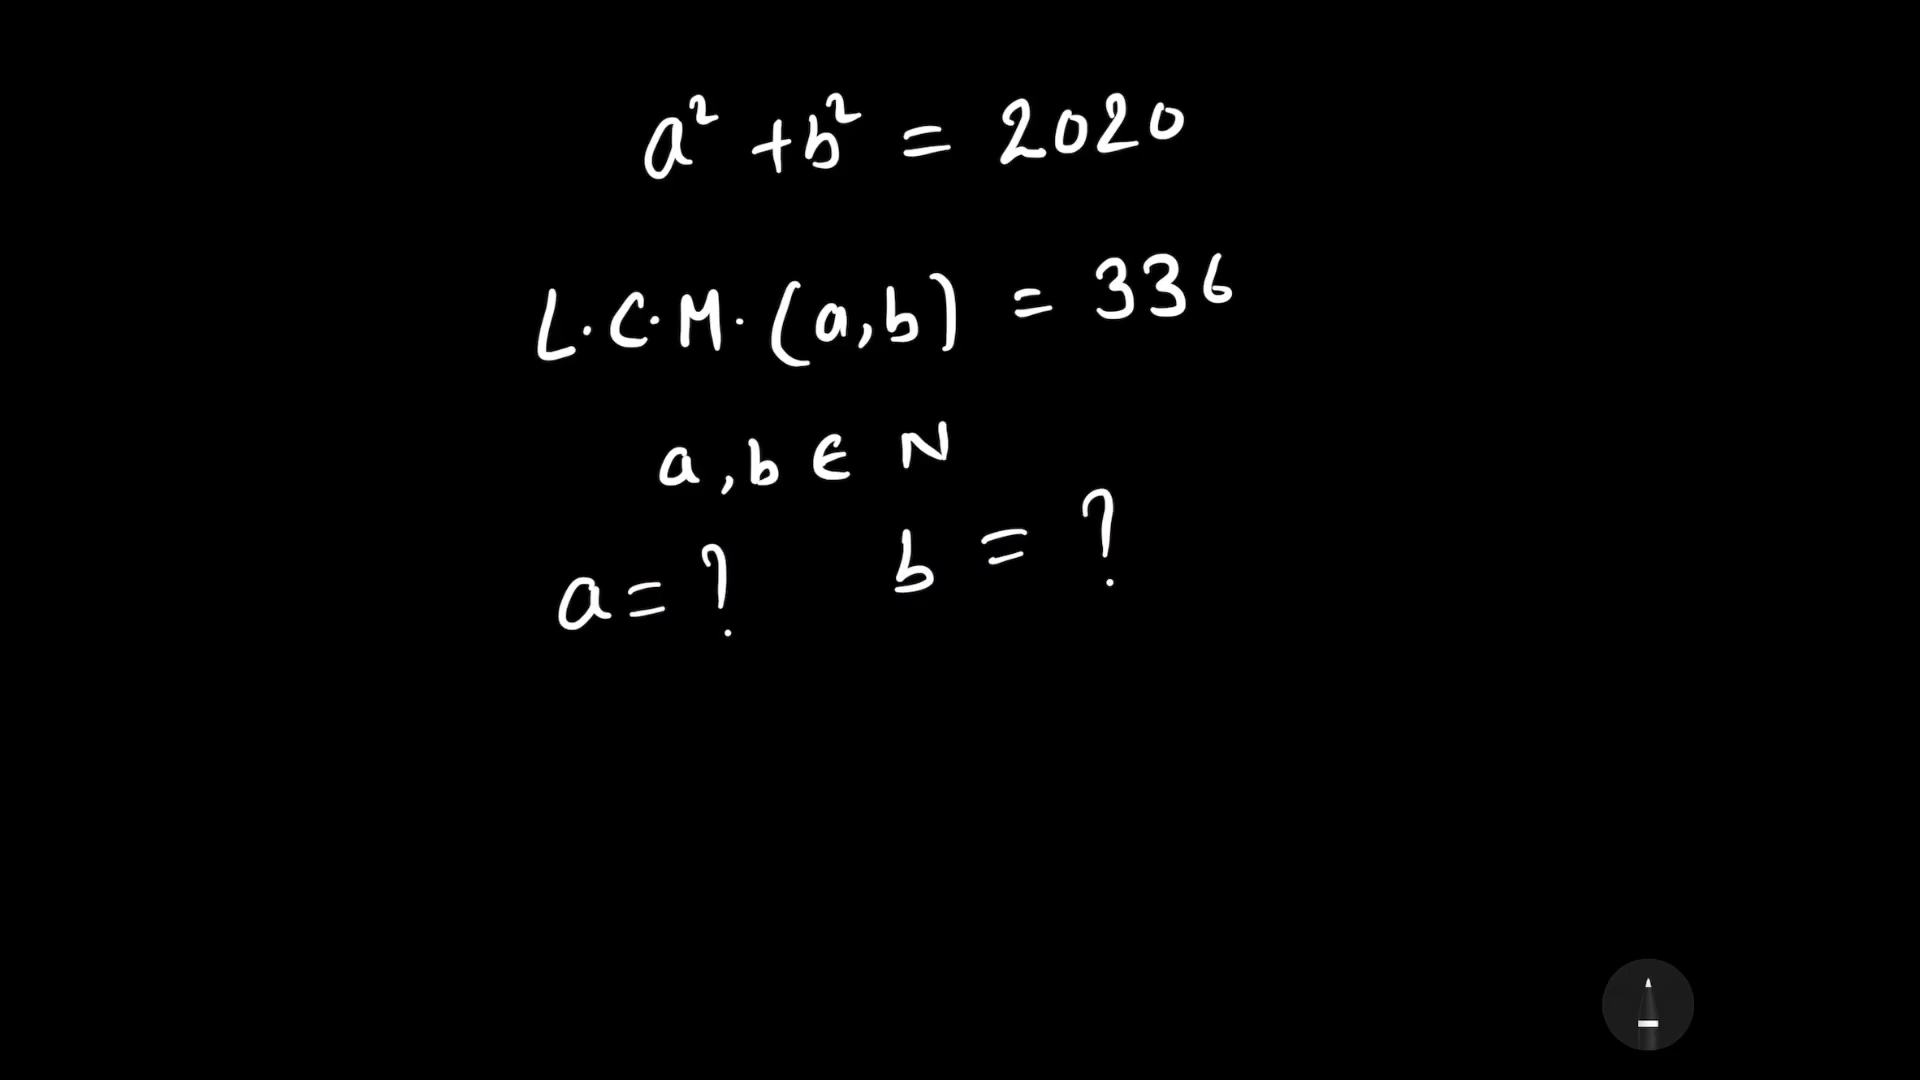 a² + b² = 2020
L.C.M.(a,b) = 336
a,b ∈ N
a = ? b = ?